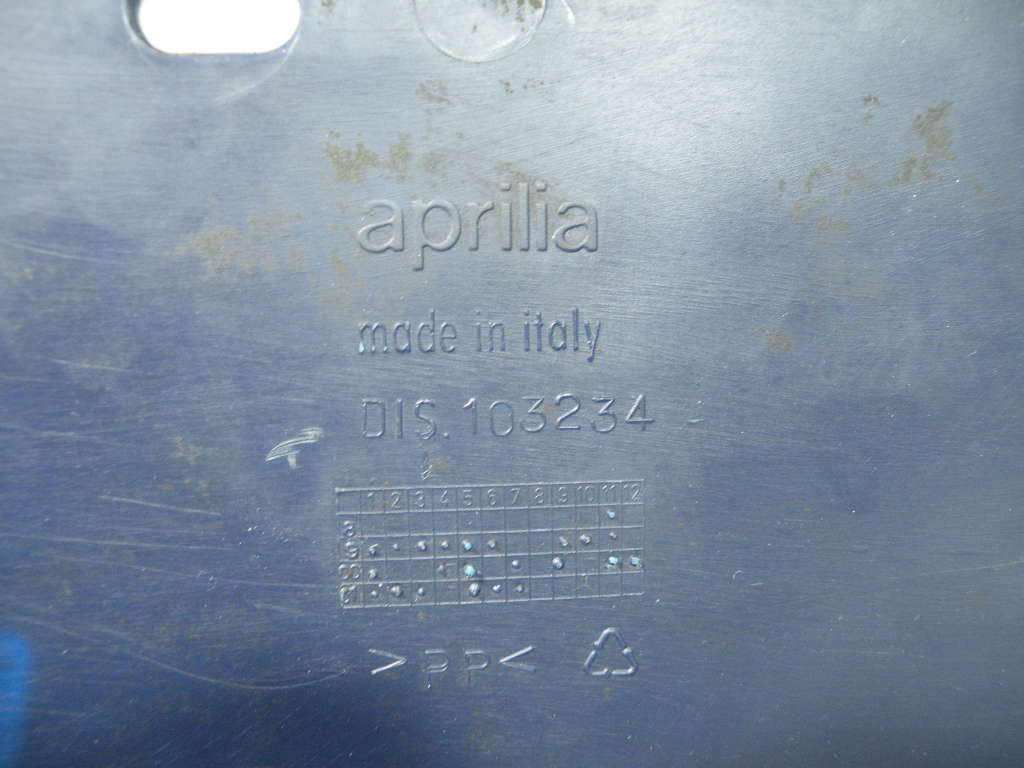 aprilia
made in italy
DIS. 103234
1 2 3 4 5 6 7 8 9 10 11 12
>PP<